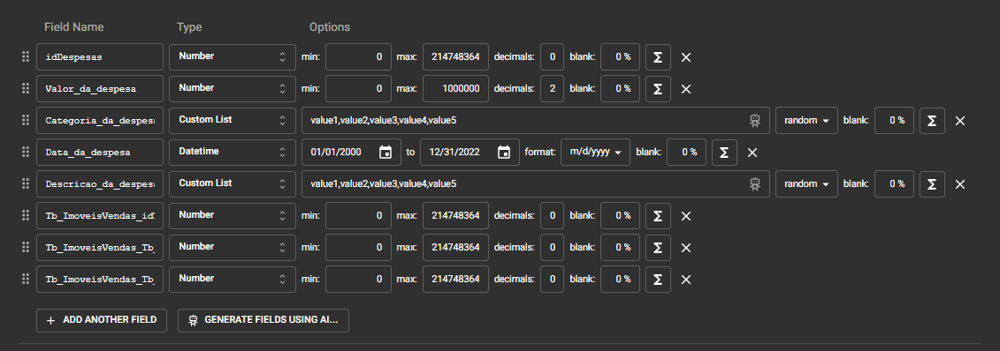 Field Name Type Options
idDespesas Number min: 0 max: 214748364 decimals: 0 blank: 0 % Σ
Valor_da_despesa Number min: 0 max: 1000000 decimals: 2 blank: 0 % Σ
Categoria_da_despesa Custom List value1,value2,value3,value4,value5 random blank: 0 % Σ
Data_da_despesa Datetime 01/01/2000 to 12/31/2022 format: m/d/yyyy blank: 0 % Σ
Descricao_da_despesa Custom List value1,value2,value3,value4,value5 random blank: 0 % Σ
Tb_ImoveisVendas_id Number min: 0 max: 214748364 decimals: 0 blank: 0 % Σ
Tb_ImoveisVendas_Tb_ Number min: 0 max: 214748364 decimals: 0 blank: 0 % Σ
Tb_ImoveisVendas_Tb_ Number min: 0 max: 214748364 decimals: 0 blank: 0 % Σ
+ ADD ANOTHER FIELD GENERATE FIELDS USING AI...